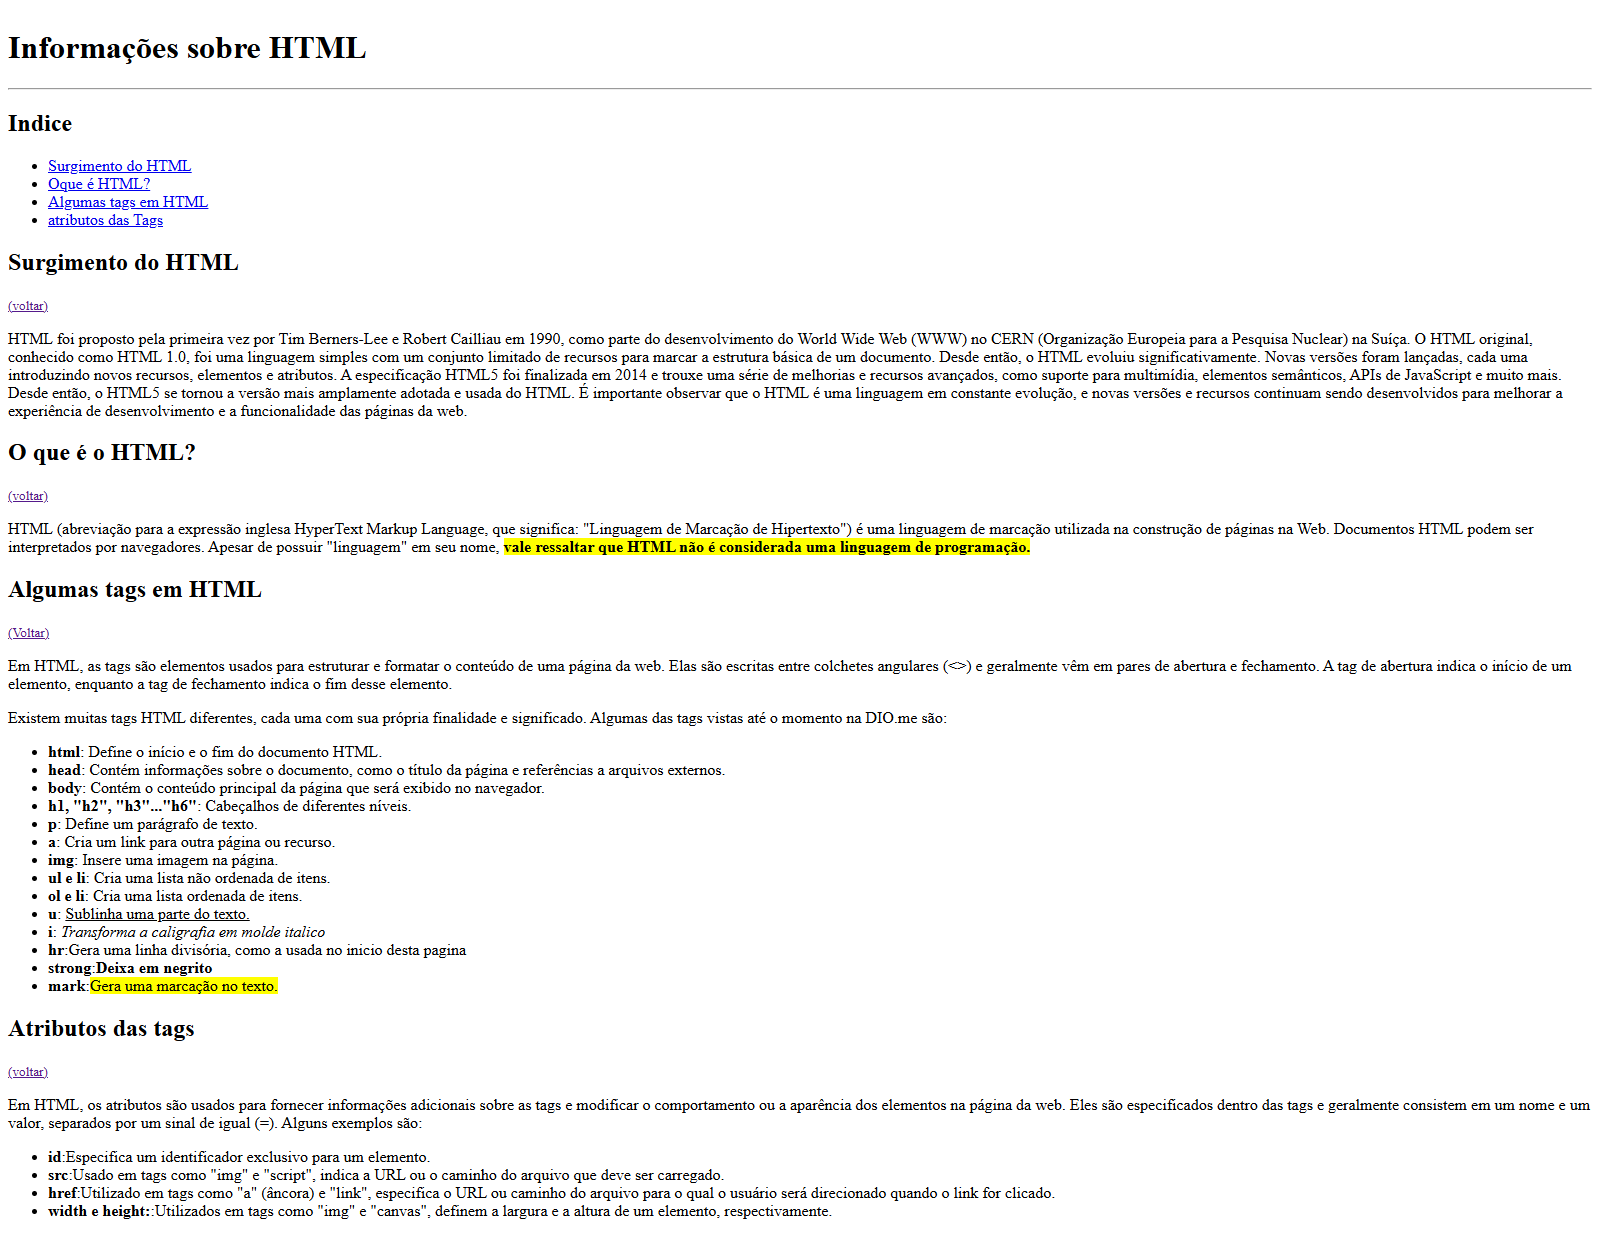 Informações sobre HTML
Indice
Surgimento do HTML
Oque é HTML?
Algumas tags em HTML
atributos das Tags
Surgimento do HTML
(voltar)
HTML foi proposto pela primeira vez por Tim Berners-Lee e Robert Cailliau em 1990, como parte do desenvolvimento do World Wide Web (WWW) no CERN (Organização Europeia para a Pesquisa Nuclear) na Suíça. O HTML original,
conhecido como HTML 1.0, foi uma linguagem simples com um conjunto limitado de recursos para marcar a estrutura básica de um documento. Desde então, o HTML evoluiu significativamente. Novas versões foram lançadas, cada uma
introduzindo novos recursos, elementos e atributos. A especificação HTML5 foi finalizada em 2014 e trouxe uma série de melhorias e recursos avançados, como suporte para multimídia, elementos semânticos, APIs de JavaScript e muito mais.
Desde então, o HTML5 se tornou a versão mais amplamente adotada e usada do HTML. É importante observar que o HTML é uma linguagem em constante evolução, e novas versões e recursos continuam sendo desenvolvidos para melhorar a
experiência de desenvolvimento e a funcionalidade das páginas da web.
O que é o HTML?
(voltar)
HTML (abreviação para a expressão inglesa HyperText Markup Language, que significa: "Linguagem de Marcação de Hipertexto") é uma linguagem de marcação utilizada na construção de páginas na Web. Documentos HTML podem ser
interpretados por navegadores. Apesar de possuir "linguagem" em seu nome, vale ressaltar que HTML não é considerada uma linguagem de programação.
Algumas tags em HTML
(Voltar)
Em HTML, as tags são elementos usados para estruturar e formatar o conteúdo de uma página da web. Elas são escritas entre colchetes angulares (<>) e geralmente vêm em pares de abertura e fechamento. A tag de abertura indica o início de um
elemento, enquanto a tag de fechamento indica o fim desse elemento.
Existem muitas tags HTML diferentes, cada uma com sua própria finalidade e significado. Algumas das tags vistas até o momento na DIO.me são:
html: Define o início e o fim do documento HTML.
head: Contém informações sobre o documento, como o título da página e referências a arquivos externos.
body: Contém o conteúdo principal da página que será exibido no navegador.
h1, "h2", "h3"..."h6": Cabeçalhos de diferentes níveis.
p: Define um parágrafo de texto.
a: Cria um link para outra página ou recurso.
img: Insere uma imagem na página.
ul e li: Cria uma lista não ordenada de itens.
ol e li: Cria uma lista ordenada de itens.
u: Sublinha uma parte do texto.
i: Transforma a caligrafia em molde italico
hr:Gera uma linha divisória, como a usada no inicio desta pagina
strong:Deixa em negrito
mark:Gera uma marcação no texto.
Atributos das tags
(voltar)
Em HTML, os atributos são usados para fornecer informações adicionais sobre as tags e modificar o comportamento ou a aparência dos elementos na página da web. Eles são especificados dentro das tags e geralmente consistem em um nome e um
valor, separados por um sinal de igual (=). Alguns exemplos são:
id:Especifica um identificador exclusivo para um elemento.
src:Usado em tags como "img" e "script", indica a URL ou o caminho do arquivo que deve ser carregado.
href:Utilizado em tags como "a" (âncora) e "link", especifica o URL ou caminho do arquivo para o qual o usuário será direcionado quando o link for clicado.
width e height::Utilizados em tags como "img" e "canvas", definem a largura e a altura de um elemento, respectivamente.